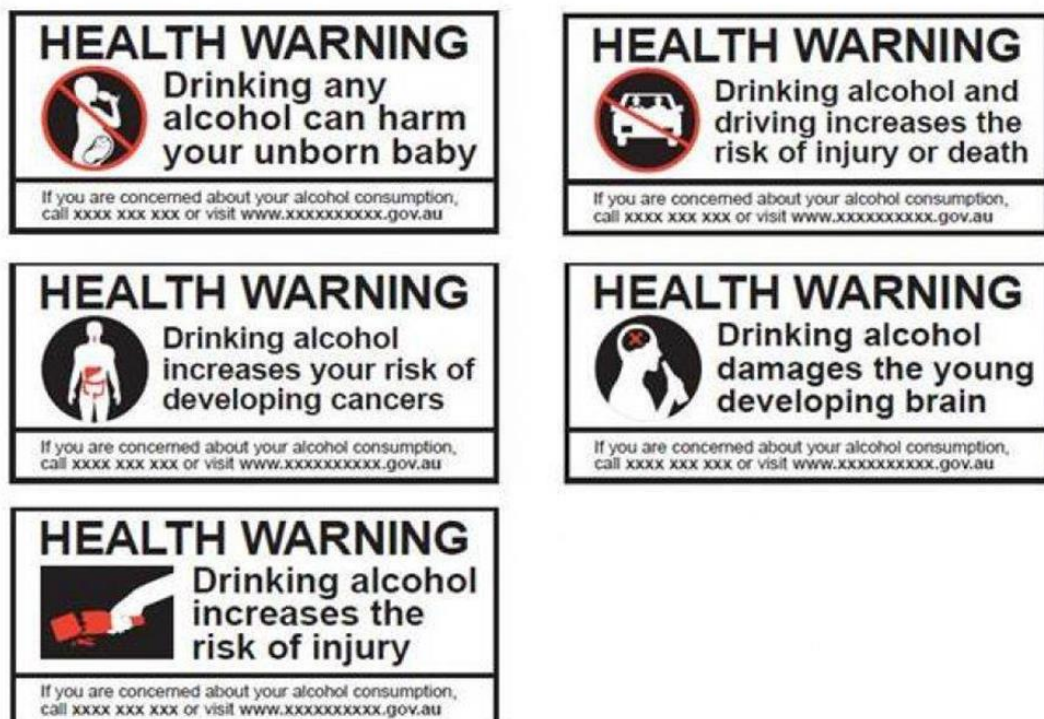 HEALTH WARNING
Drinking any
alcohol can harm
your unborn baby
If you are concerned about your alcohol consumption,
call xxxx xxx xxx or visit www.xxxxxxxxxx.gov.au
HEALTH WARNING
Drinking alcohol and
driving increases the
risk of injury or death
If you are concerned about your alcohol consumption,
call xxxx xxx xxx or visit www.xxxxxxxxxx.gov.au
HEALTH WARNING
Drinking alcohol
increases your risk of
developing cancers
If you are concerned about your alcohol consumption,
call xxxx xxx xxx or visit www.xxxxxxxxxx.gov.au
HEALTH WARNING
Drinking alcohol
damages the young
developing brain
If you are concerned about your alcohol consumption,
call xxxx xxx xxx or visit www.xxxxxxxxxx.gov.au
HEALTH WARNING
Drinking alcohol
increases the
risk of injury
If you are concerned about your alcohol consumption,
call xxxx xxx xxx or visit www.xxxxxxxxxx.gov.au